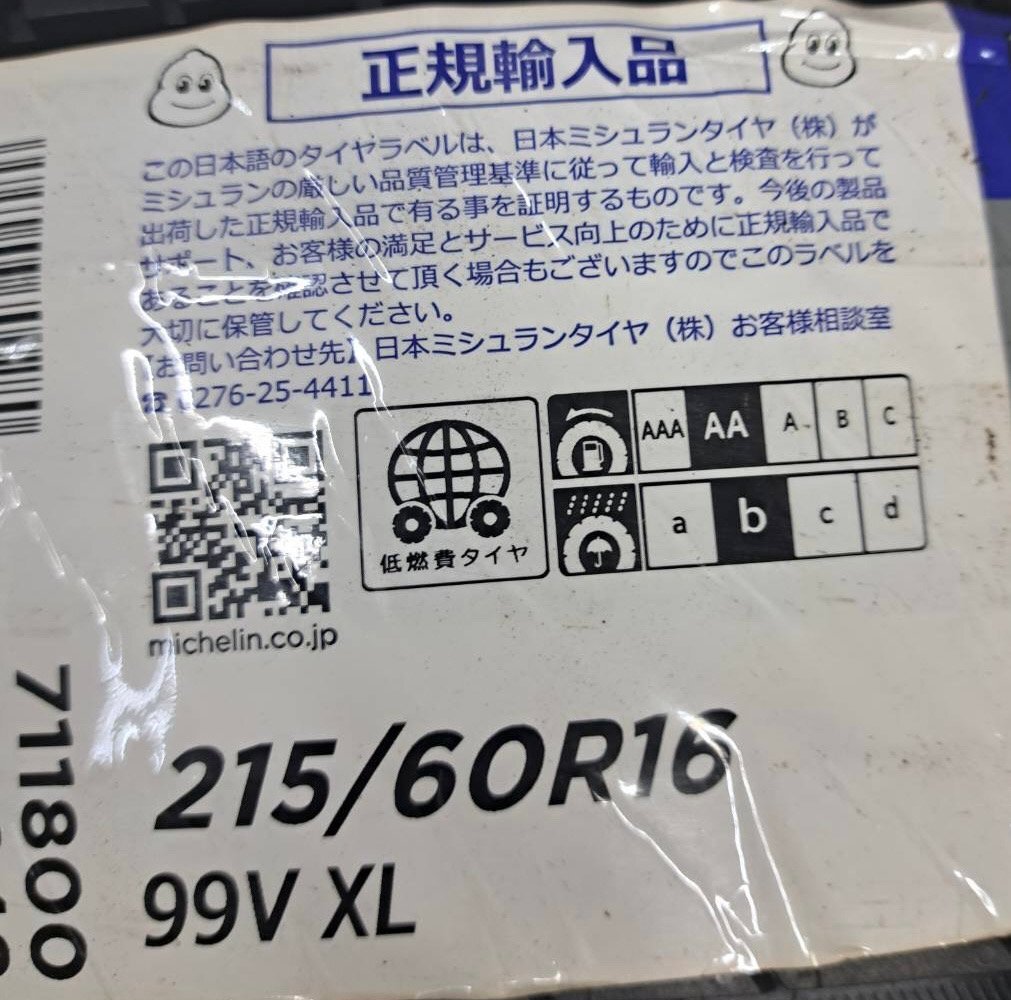 正規輸入品
この日本語のタイヤラベルは、日本ミシュランタイヤ（株）が
ミシュランの厳しい品質管理基準に従って輸入と検査を行って
出荷した正規輸入品で有る事を証明するものです。今後の製品
サポート、お客様の満足とサービス向上のために正規輸入品で
あることを確認させて頂く場合もございますのでこのラベルを
大切に保管してください。
【お問い合わせ先】日本ミシュランタイヤ（株）お客様相談室
☎ 0276-25-4411
AAA AA A B C
a b c d
低燃費タイヤ
michelin.co.jp
215/60R16
99V XL
711800